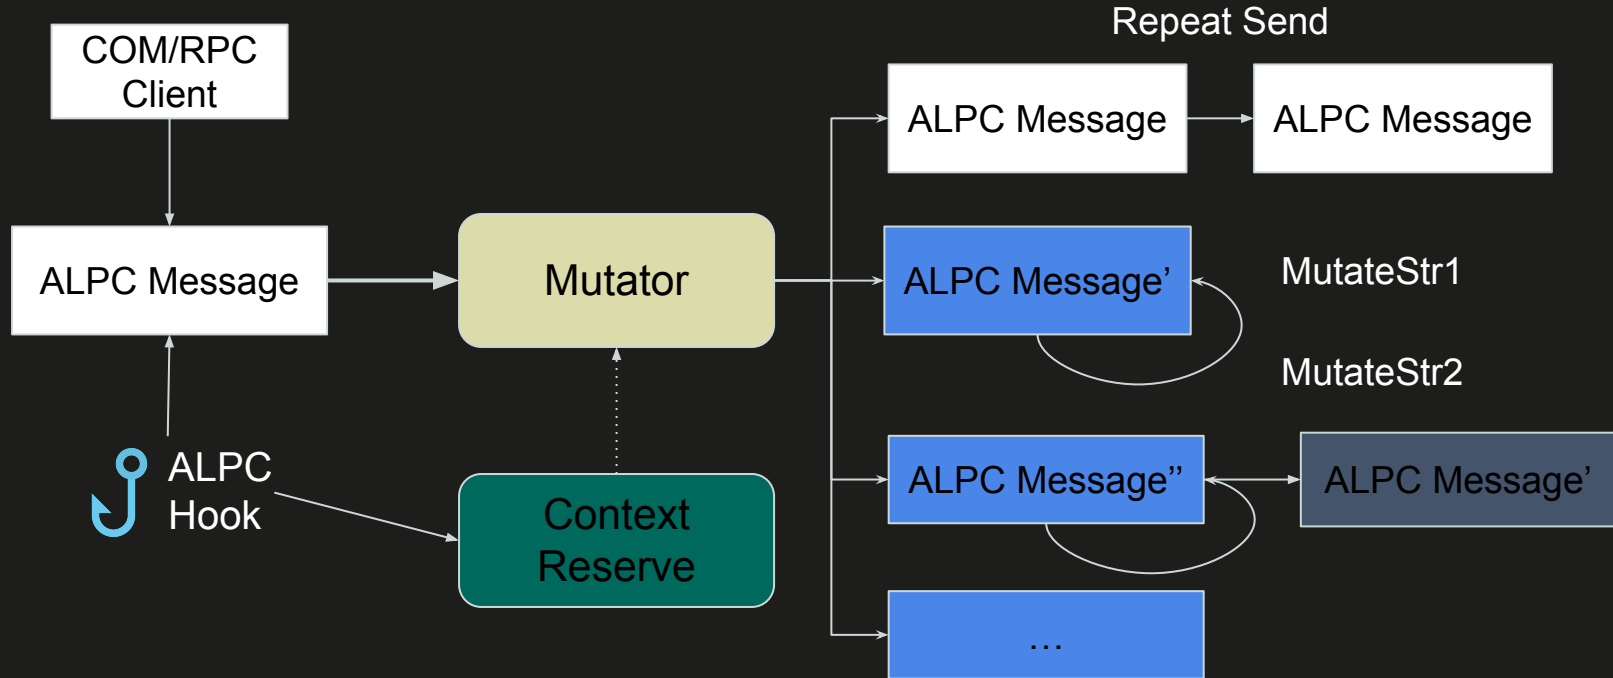 Repeat Send
COM/RPC
Client
ALPC Message
ALPC Message
ALPC Message
Mutator
ALPC Message’
MutateStr1
MutateStr2
ALPC
Hook
Context
Reserve
ALPC Message’’
ALPC Message’
…